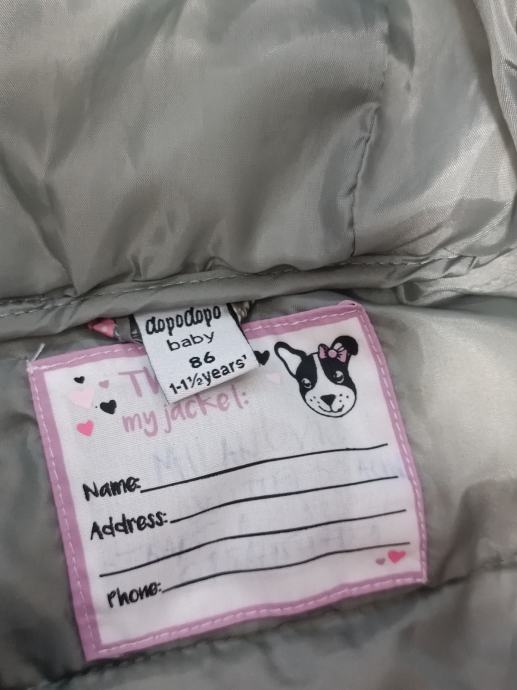 dopodopo
baby
86
1-1½years'
my jacket:
Name:
Address:
Phone: